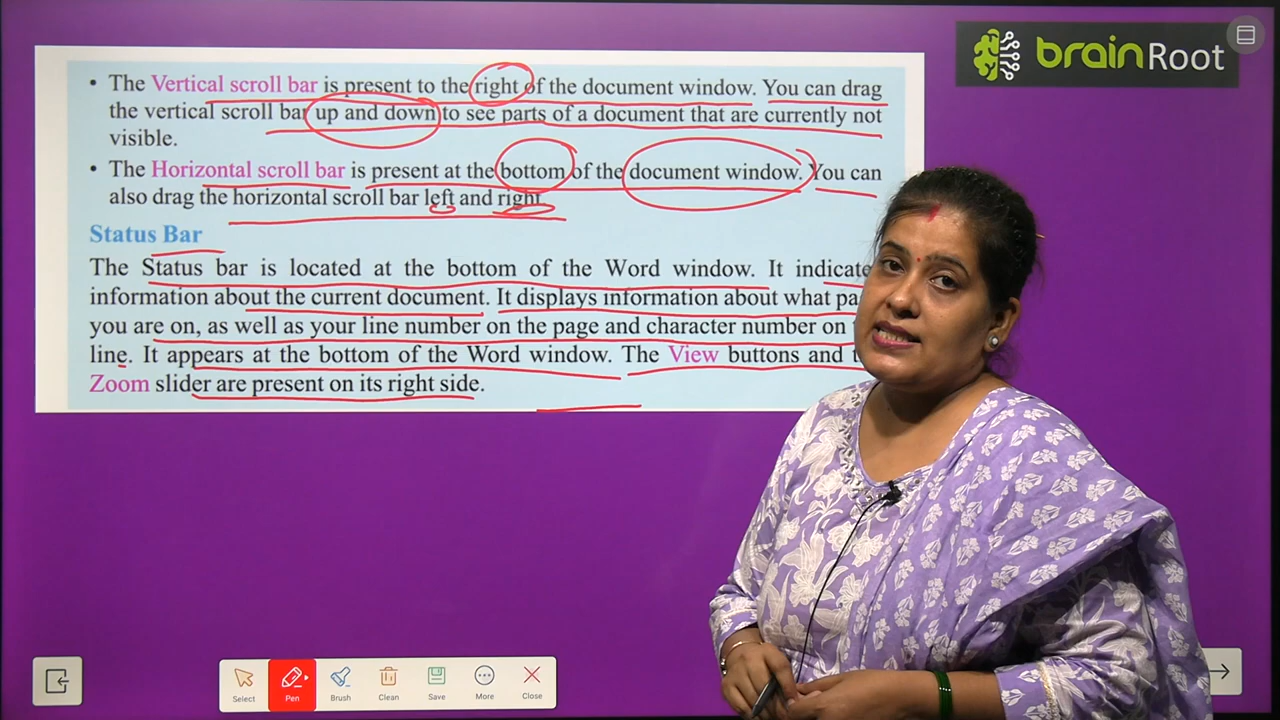 brainRoot
• The Vertical scroll bar is present to the right of the document window. You can drag
the vertical scroll bar up and down to see parts of a document that are currently not
visible.
• The Horizontal scroll bar is present at the bottom of the document window. You can
also drag the horizontal scroll bar left and right.
Status Bar
The Status bar is located at the bottom of the Word window. It
information about the current document. It displays information about what
you are on, as well as your line number on the page and character number on
line. It appears at the bottom of the Word window. The View buttons and
Zoom slider are present on its right side.
Select Pen Brush Clean Save More Close